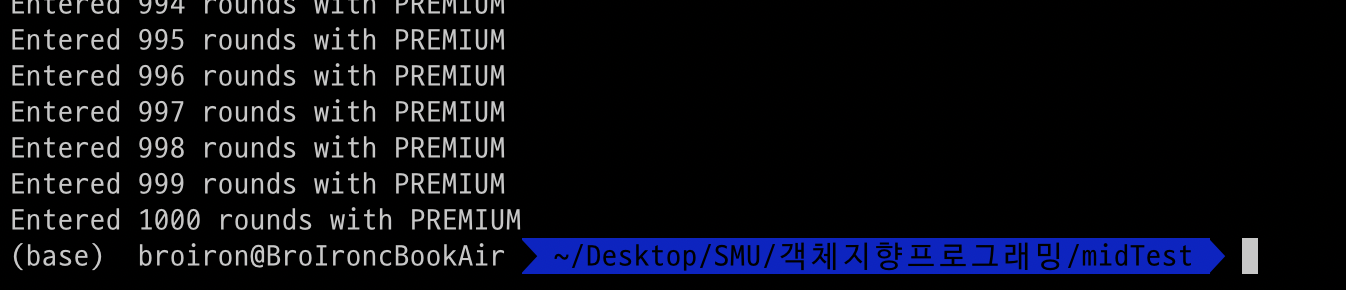 Entered 994 rounds with PREMIUM
Entered 995 rounds with PREMIUM
Entered 996 rounds with PREMIUM
Entered 997 rounds with PREMIUM
Entered 998 rounds with PREMIUM
Entered 999 rounds with PREMIUM
Entered 1000 rounds with PREMIUM
(base) broiron@BroIroncBookAir ~/Desktop/SMU/객체지향프로그래밍/midTest